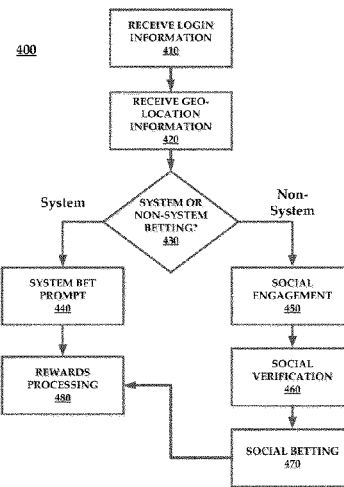 400
RECEIVE LOGIN
INFORMATION
410
RECEIVE GEO-
LOCATION
INFORMATION
420
SYSTEM OR
NON-SYSTEM
BETTING?
430
System
Non-
System
SYSTEM BET
PROMPT
440
SOCIAL
ENGAGEMENT
450
REWARDS
PROCESSING
480
SOCIAL
VERIFICATION
460
SOCIAL BETTING
470